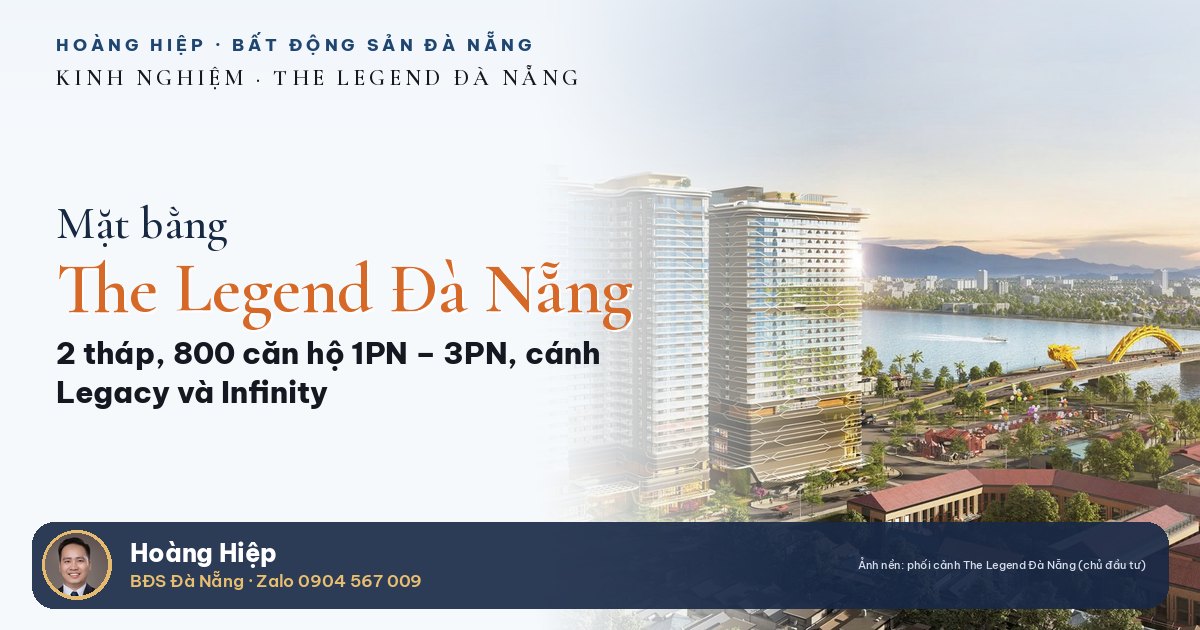 HOÀNG HIỆP · BẤT ĐỘNG SẢN ĐÀ NẴNG
KINH NGHIỆM · THE LEGEND ĐÀ NẴNG
Mặt bằng
The Legend Đà Nẵng
2 tháp, 800 căn hộ 1PN – 3PN, cánh
Legacy và Infinity
Hoàng Hiệp
BĐS Đà Nẵng · Zalo 0904 567 009
Ảnh nền: phối cảnh The Legend Đà Nẵng (chủ đầu tư)